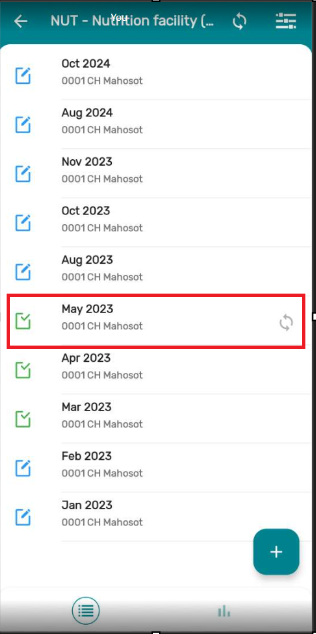 NUT - Nutrition facility (...
You
Oct 2024
0001 CH Mahosot
Aug 2024
0001 CH Mahosot
Nov 2023
0001 CH Mahosot
Oct 2023
0001 CH Mahosot
Aug 2023
0001 CH Mahosot
May 2023
0001 CH Mahosot
Apr 2023
0001 CH Mahosot
Mar 2023
0001 CH Mahosot
Feb 2023
0001 CH Mahosot
Jan 2023
0001 CH Mahosot
+